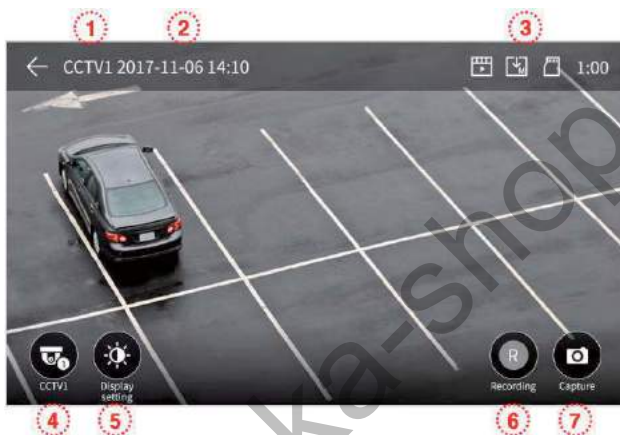 1 2 3
CCTV1 2017-11-06 14:10 1:00
ka-shop
R
CCTV1 Display setting Recording Capture
4 5 6 7